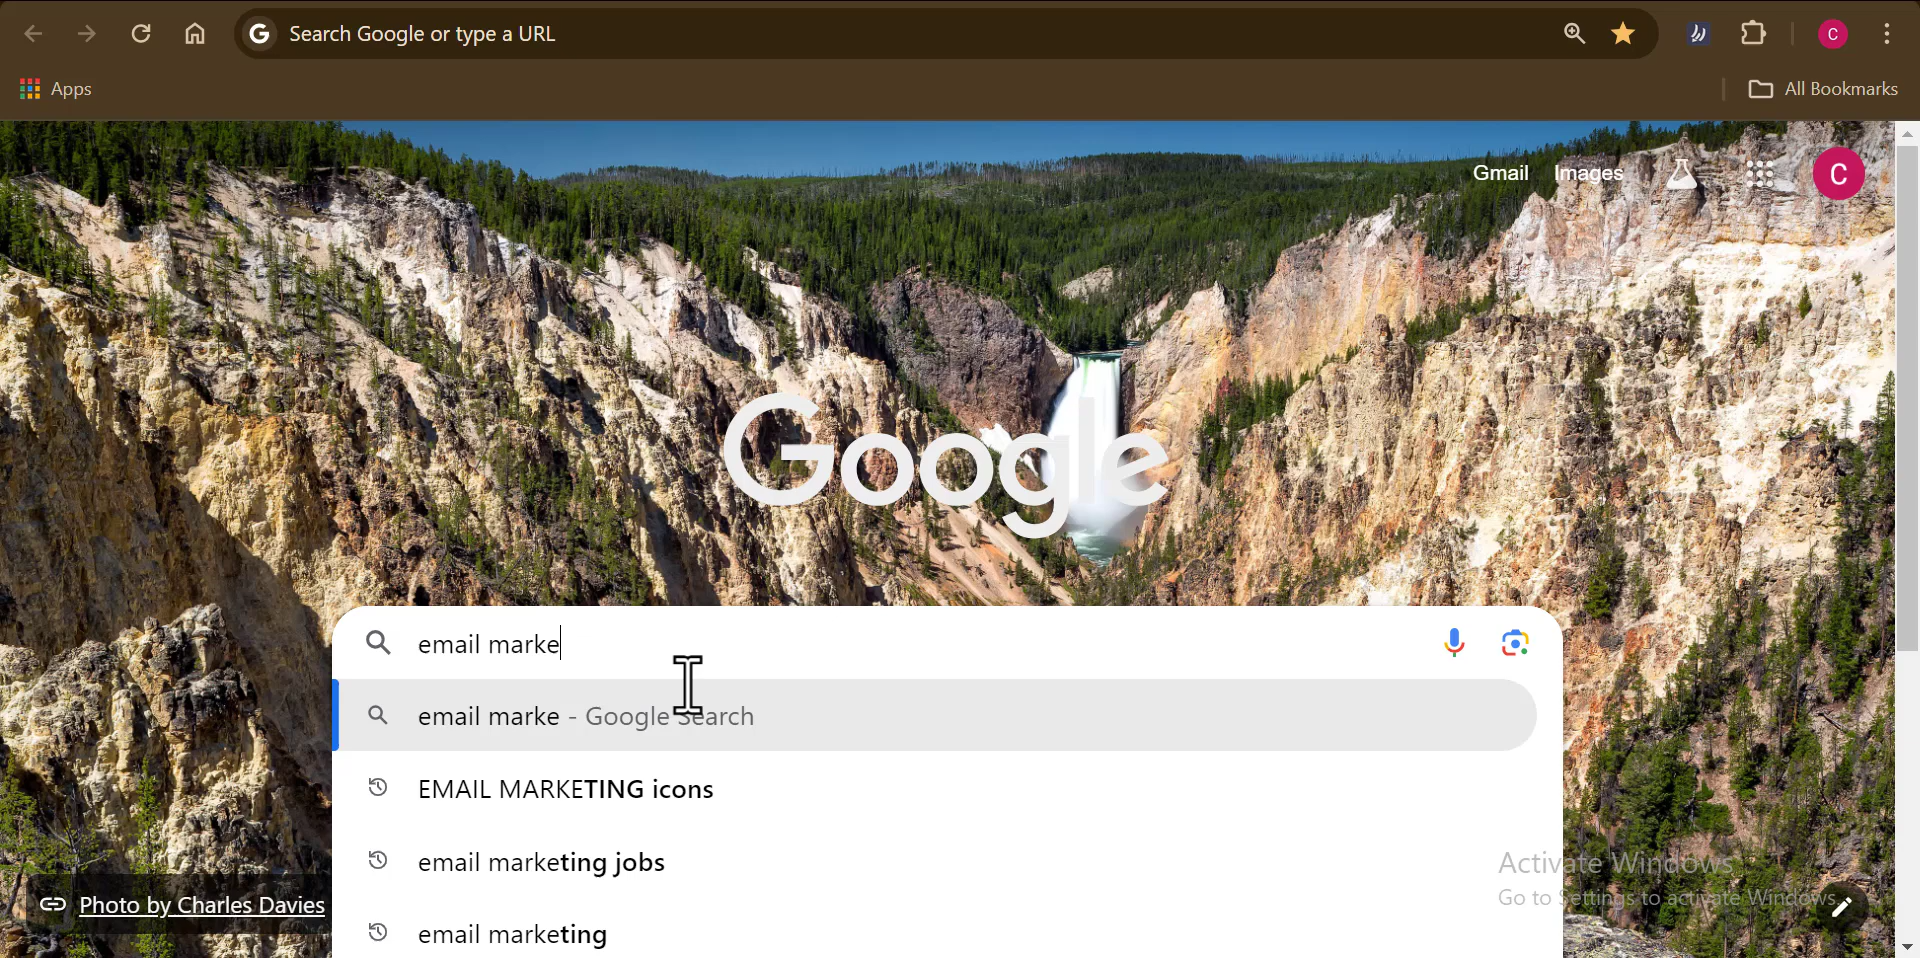 Search Google or type a URL
C
Apps
All Bookmarks
Gmail Images
C
Google
email marke
email marke - Google Search
EMAIL MARKETING icons
email marketing jobs
email marketing
Activate Windows
Go to Settings to activate Windows.
Photo by Charles Davies